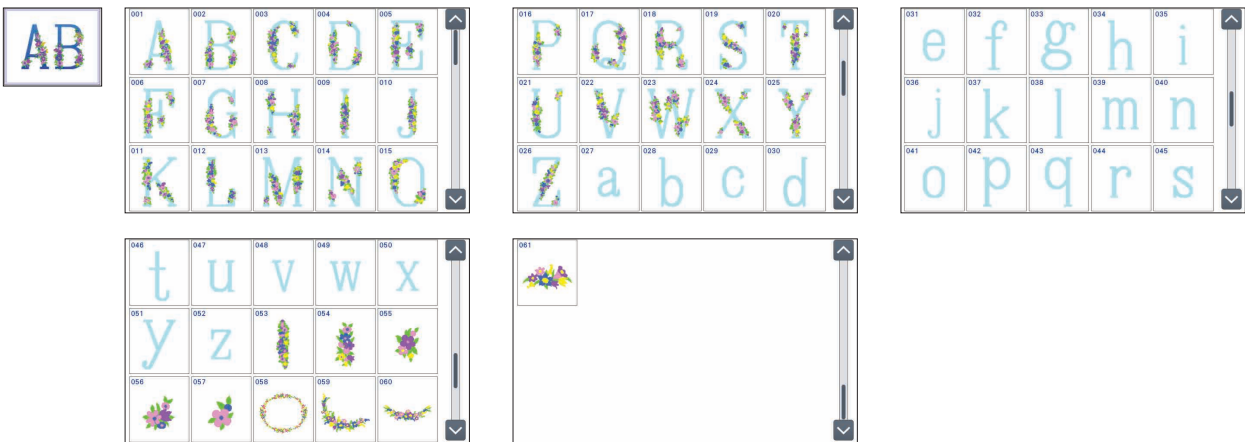 AB
001 002 003 004 005
A B C D E
006 007 008 009 010
F G H I J
011 012 013 014 015
K L M N O
016 017 018 019 020
P Q R S T
021 022 023 024 025
U V W X Y
026 027 028 029 030
Z a b c d
031 032 033 034 035
e f g h i
036 037 038 039 040
j k l m n
041 042 043 044 045
o p q r s
046 047 048 049 050
t u v w x
051 052 053 054 055
y z
056 057 058 059 060
061